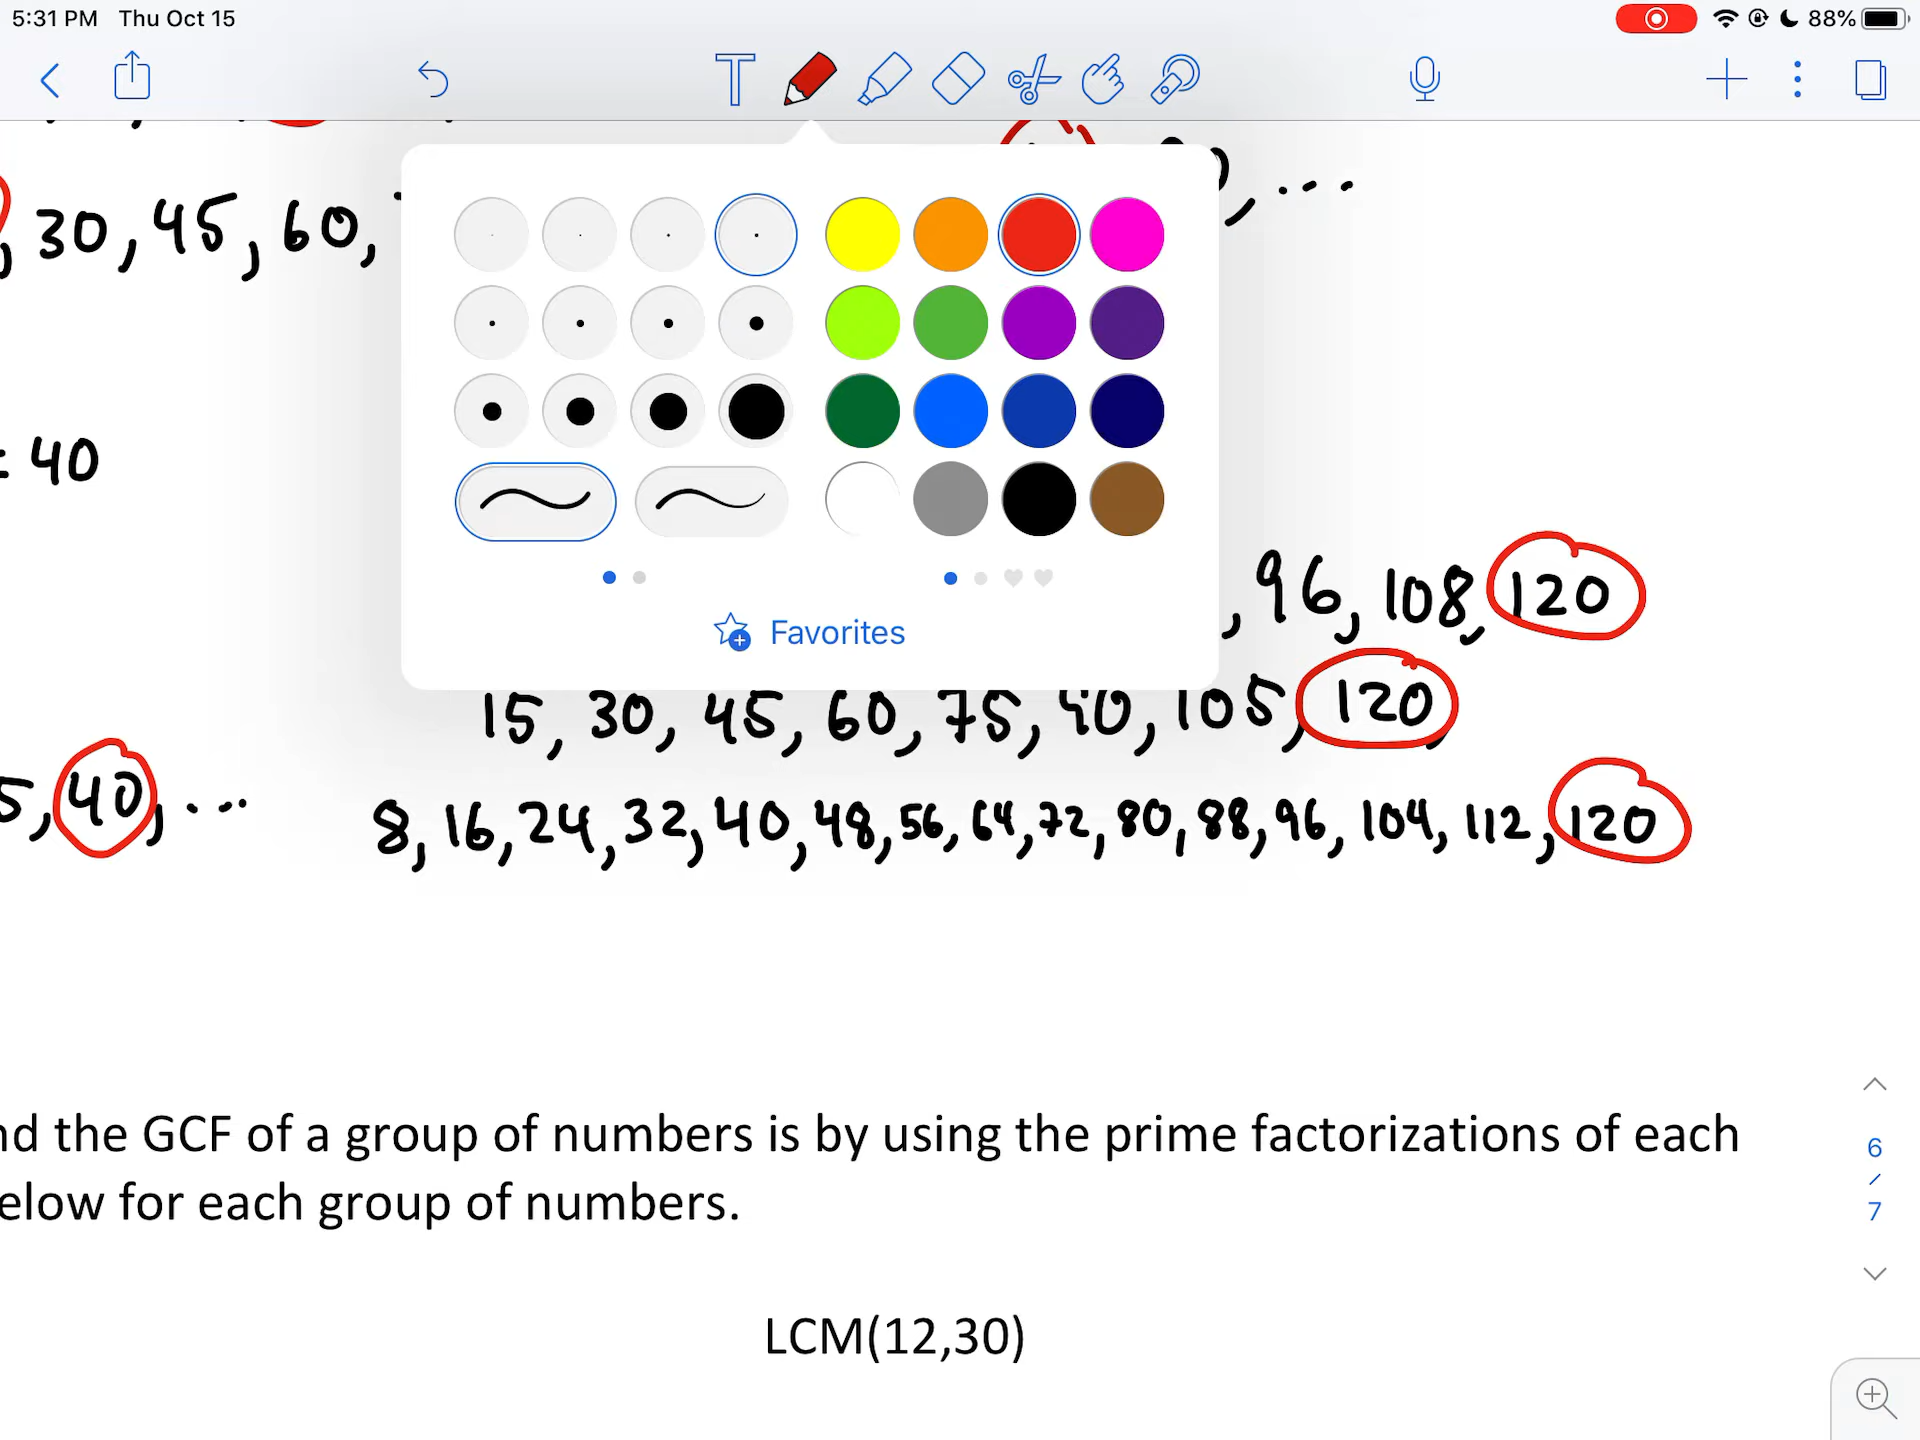 5:31 PM Thu Oct 15 88%
T
, 30, 45, 60,
, ...
: 40
Favorites
, 96, 108, 120
15, 30, 45, 60, 75, 90, 105, 120,
5, 40, ...
8, 16, 24, 32, 40, 48, 56, 64, 72, 80, 88, 96, 104, 112, 120
nd the GCF of a group of numbers is by using the prime factorizations of each
elow for each group of numbers.
6
/
7
LCM(12,30)